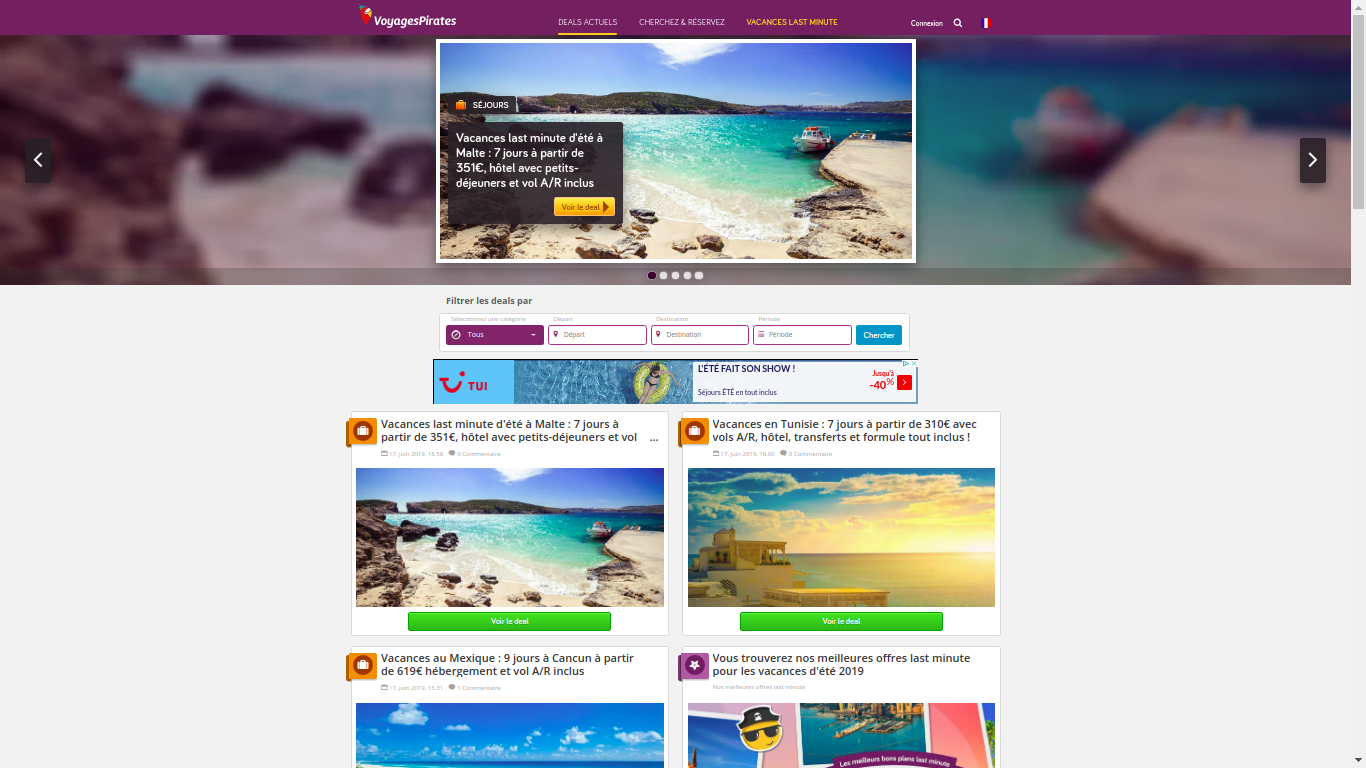 VoyagesPirates
DEALS ACTUELS
CHERCHEZ & RÉSERVEZ
VACANCES LAST MINUTE
Connexion
SÉJOURS
Vacances last minute d'été à
Malte : 7 jours à partir de
351€, hôtel avec petits-
déjeuners et vol A/R inclus
Voir le deal
Filtrer les deals par
Sélectionnez une catégorie
Départ
Destination
Période
Tous
Départ
Destination
Période
Chercher
TUI
L'ÉTÉ FAIT SON SHOW !
Séjours ÉTÉ en tout inclus
Jusqu'à
-40%
Vacances last minute d'été à Malte : 7 jours à
partir de 351€, hôtel avec petits-déjeuners et vol ...
17. juin 2019, 16:58 0 Commentaire
Voir le deal
Vacances en Tunisie : 7 jours à partir de 310€ avec
vols A/R, hôtel, transferts et formule tout inclus !
17. juin 2019, 16:00 0 Commentaire
Voir le deal
Vacances au Mexique : 9 jours à Cancun à partir
de 619€ hébergement et vol A/R inclus
17. juin 2019, 15:31 1 Commentaire
Vous trouverez nos meilleures offres last minute
pour les vacances d'été 2019
Nos meilleures offres last minute
Les meilleurs bons plans last minute